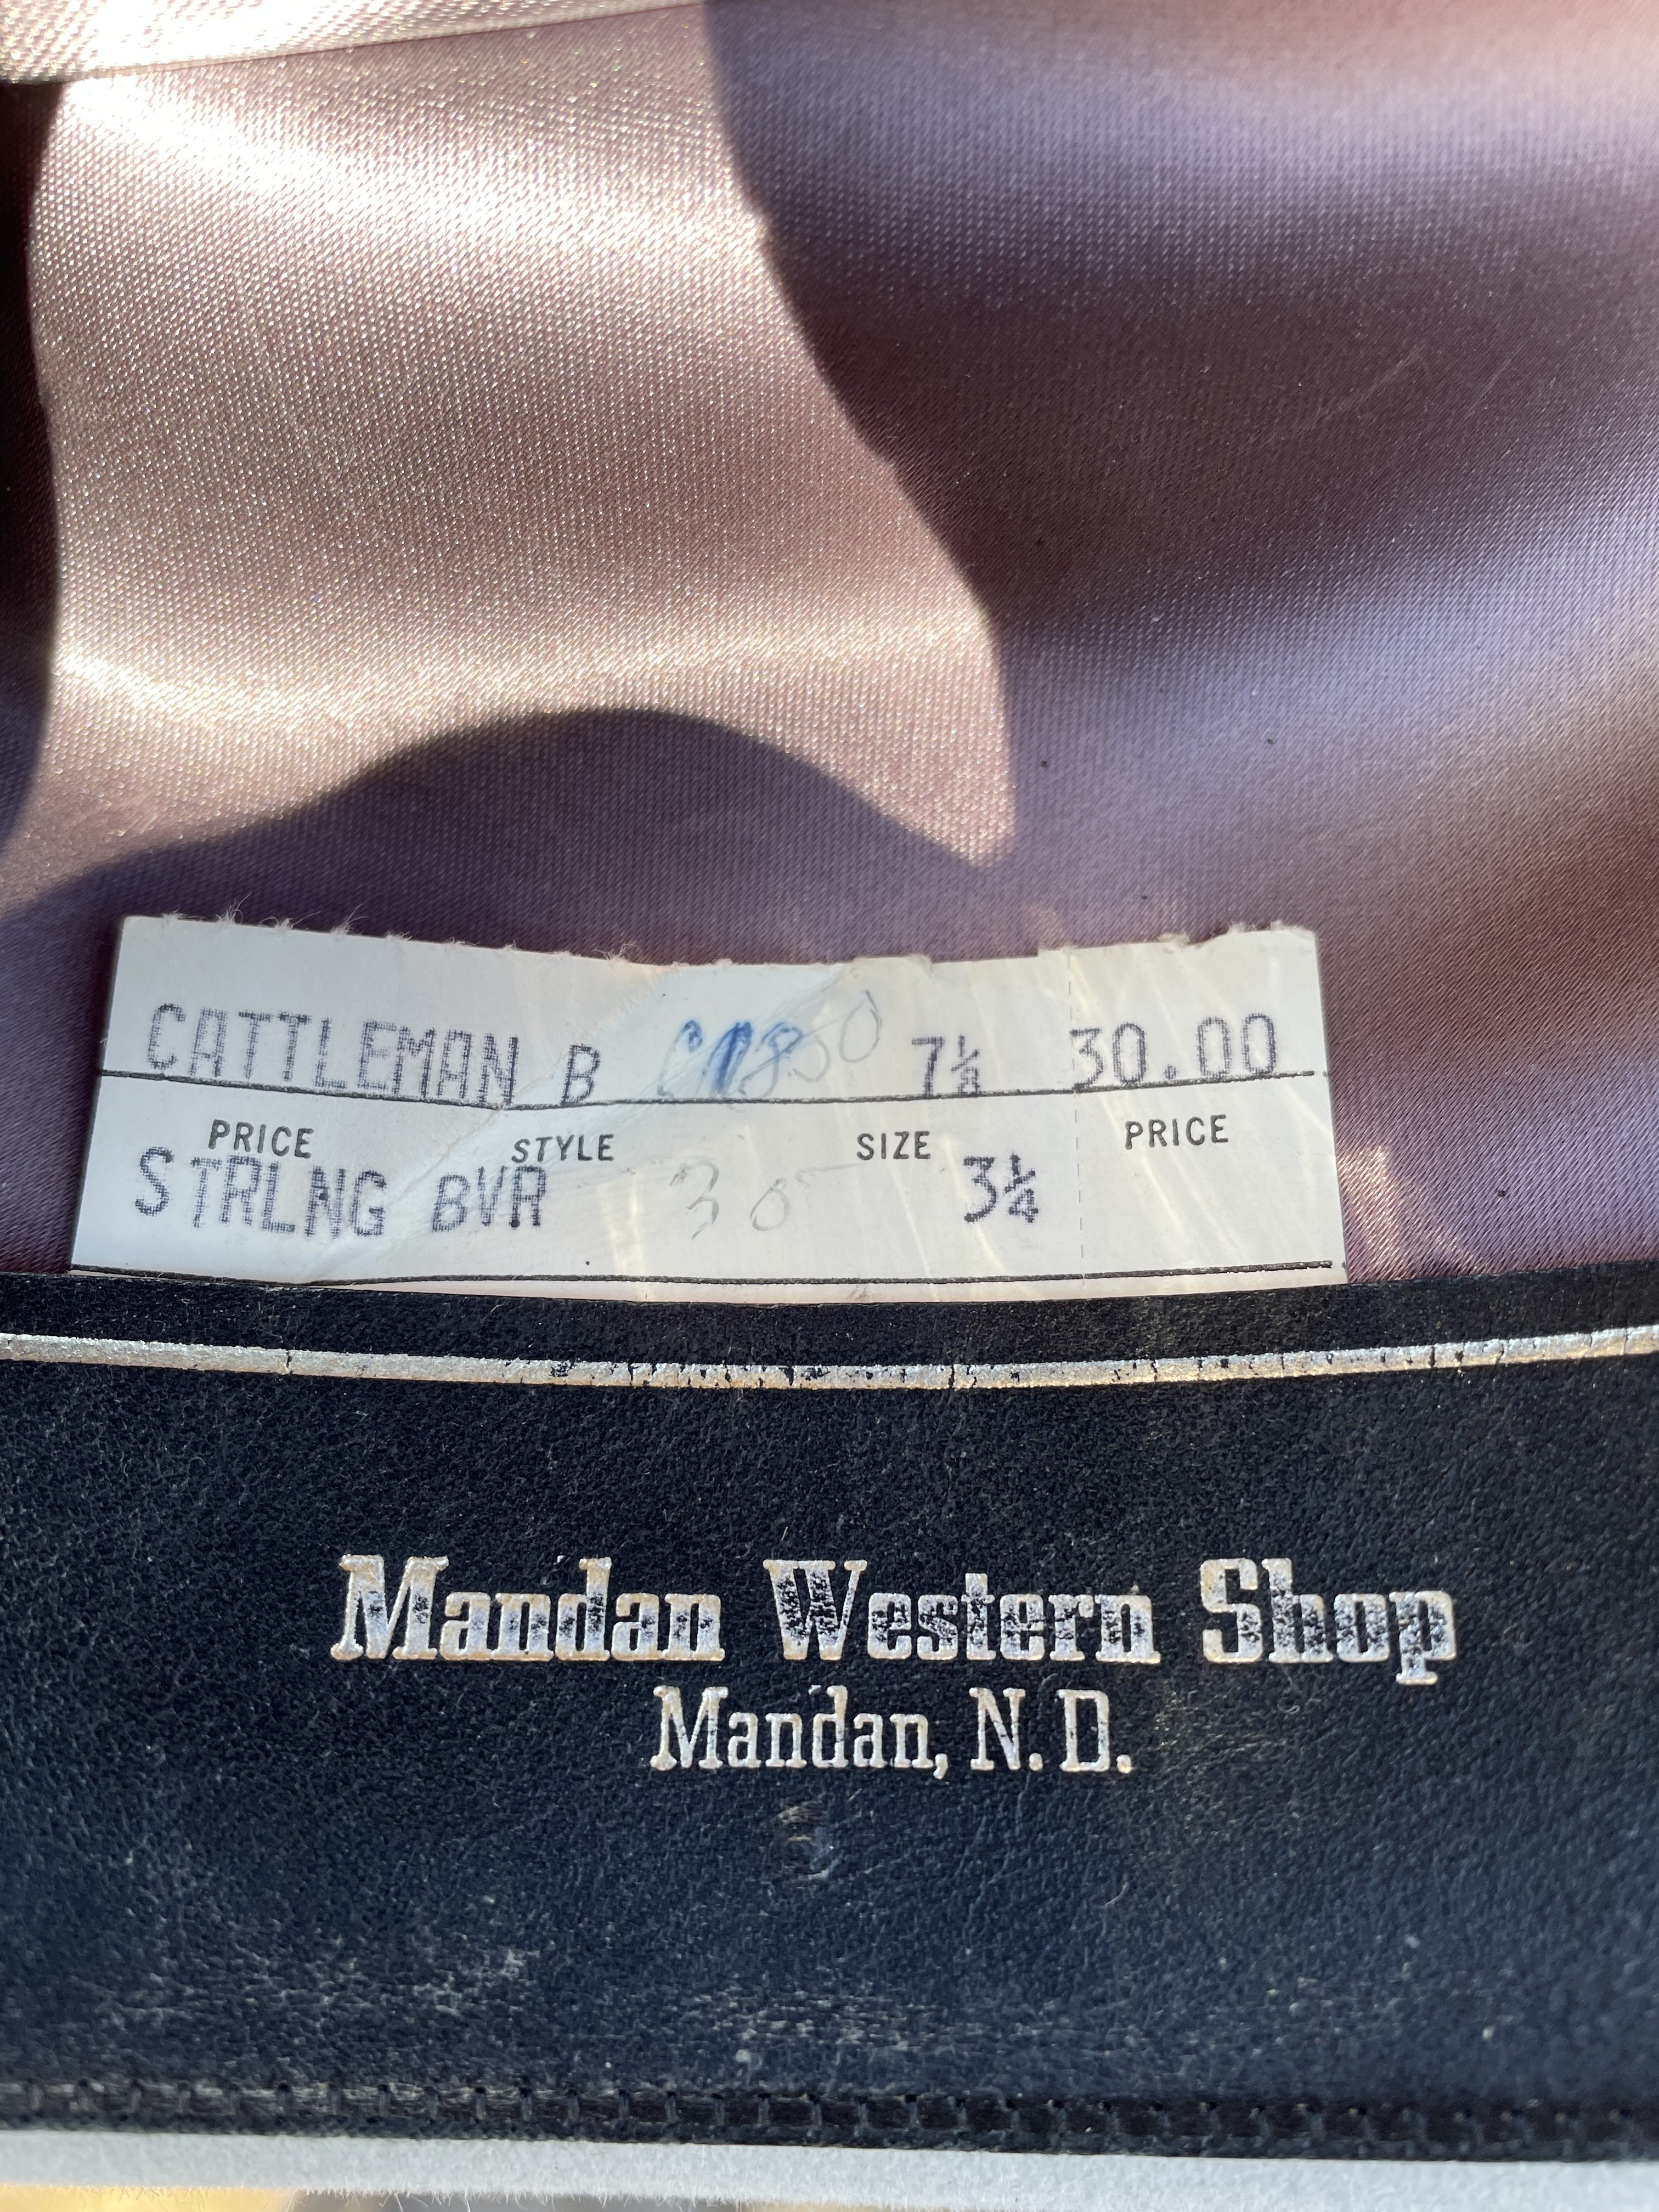 CATTLEMAN B 7⅛ 30.00
PRICE STYLE SIZE PRICE
STRLNG BVR 30 3¼
Mandan Western Shop
Mandan, N. D.